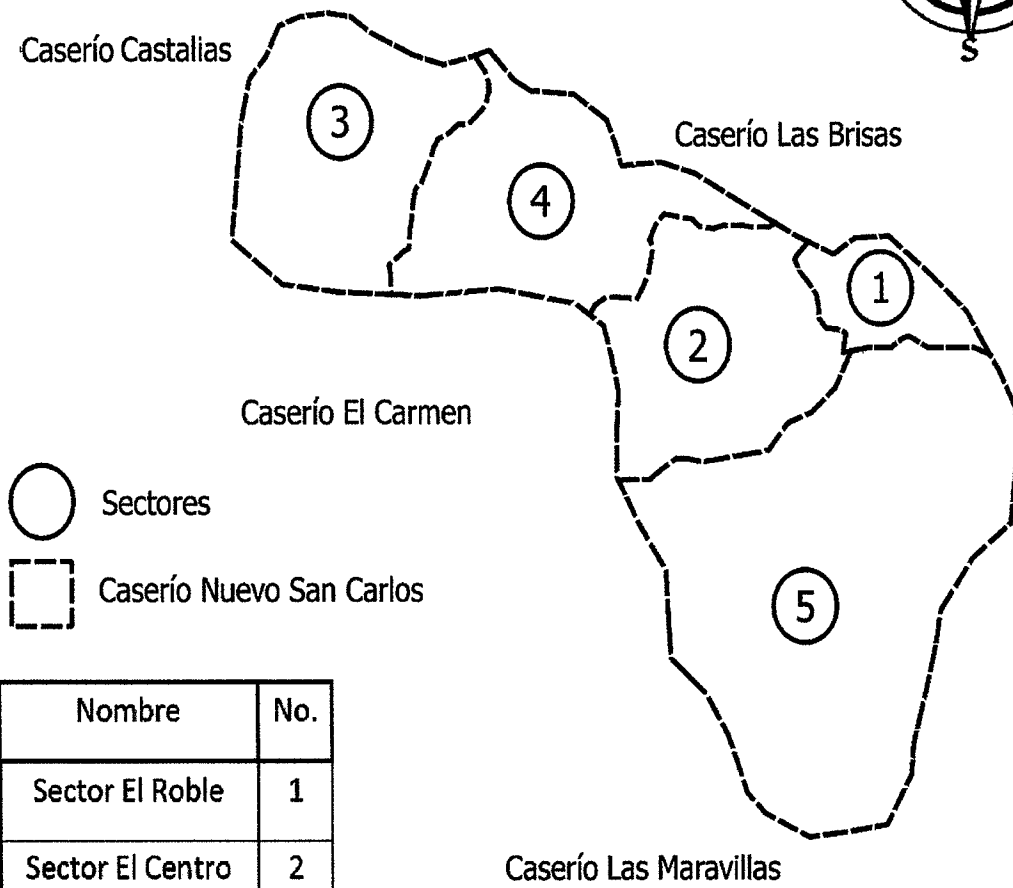 S
Caserío Castalias
3
Caserío Las Brisas
4
1
2
Caserío El Carmen
Sectores
Caserío Nuevo San Carlos
5
Nombre No.
Sector El Roble 1
Sector El Centro 2
Caserío Las Maravillas